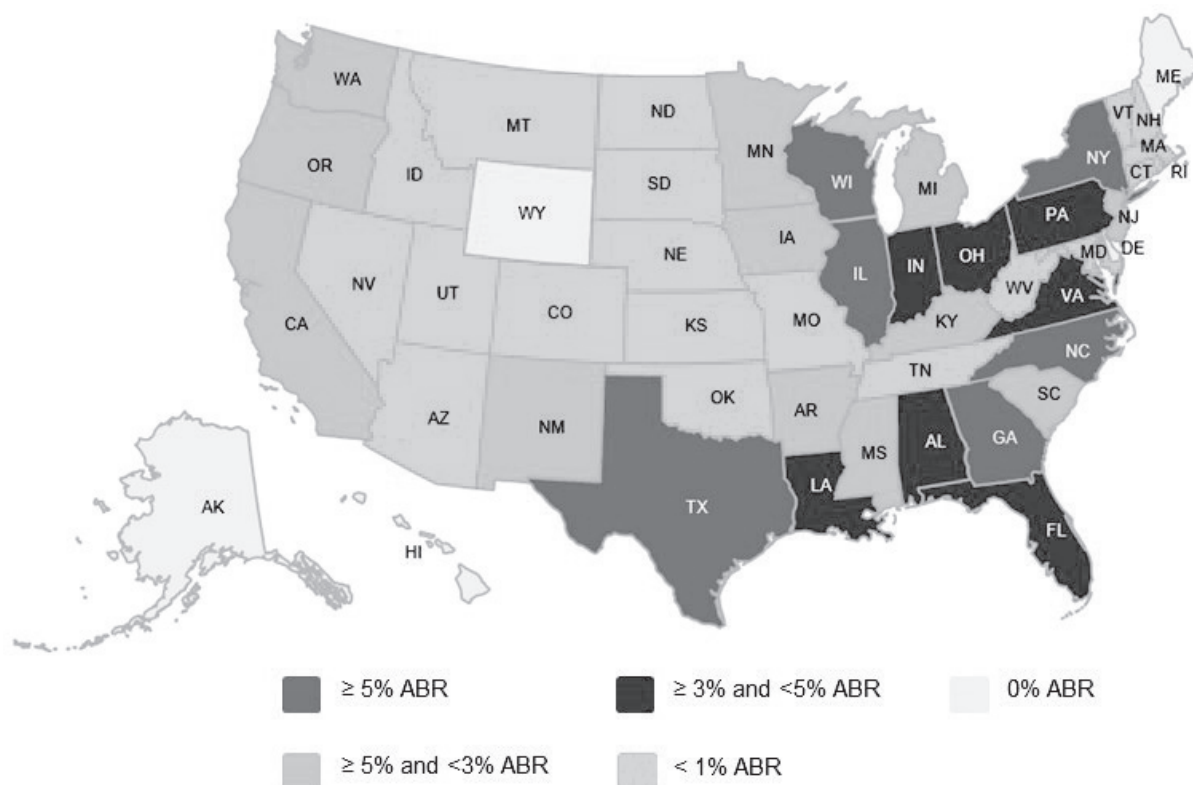 ME
WA
VT
NH
MT
ND
MN
MA
OR
NY
ID
WI
CT
RI
SD
MI
WY
PA
NJ
IA
OH
DE
NE
MD
IN
IL
NV
UT
WV
VA
CO
CA
KS
MO
KY
NC
TN
OK
AZ
NM
AR
SC
AL
GA
MS
LA
TX
AK
FL
HI
≥ 5% ABR
≥ 3% and <5% ABR
0% ABR
≥ 5% and <3% ABR
< 1% ABR